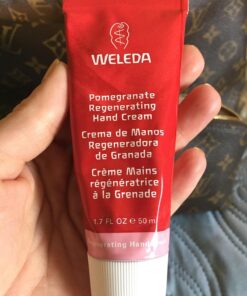 WELEDA
Pomegranate
Regenerating
Hand Cream
Crema de Manos
Regeneradora
de Granada
Crème Mains
régénératrice
à la Grenade
1.7 FL OZ e 50 ml